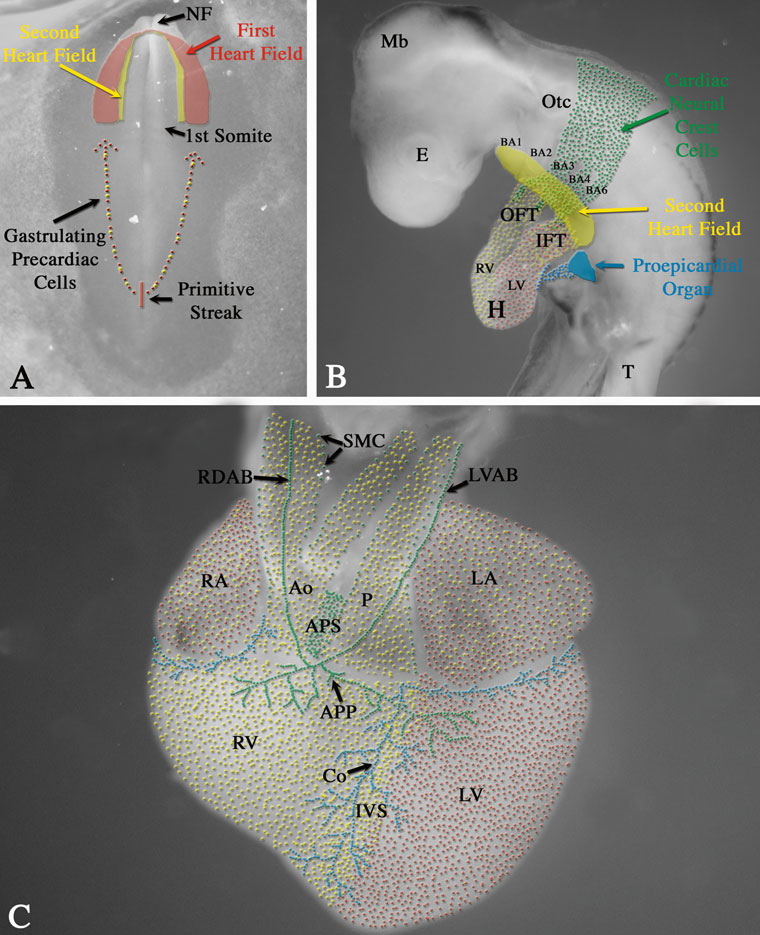 NF
Second
Heart Field
First
Heart Field
1st Somite
Gastrulating
Precardiac
Cells
Primitive
Streak
A
Mb
Otc
Cardiac
Neural
Crest
Cells
E
BA1
BA2
BA3
BA4
BA6
OFT
IFT
Second
Heart Field
RV
LV
Proepicardial
Organ
H
T
B
SMC
RDAB
LVAB
RA
LA
Ao
P
APS
APP
RV
Co
LV
IVS
C